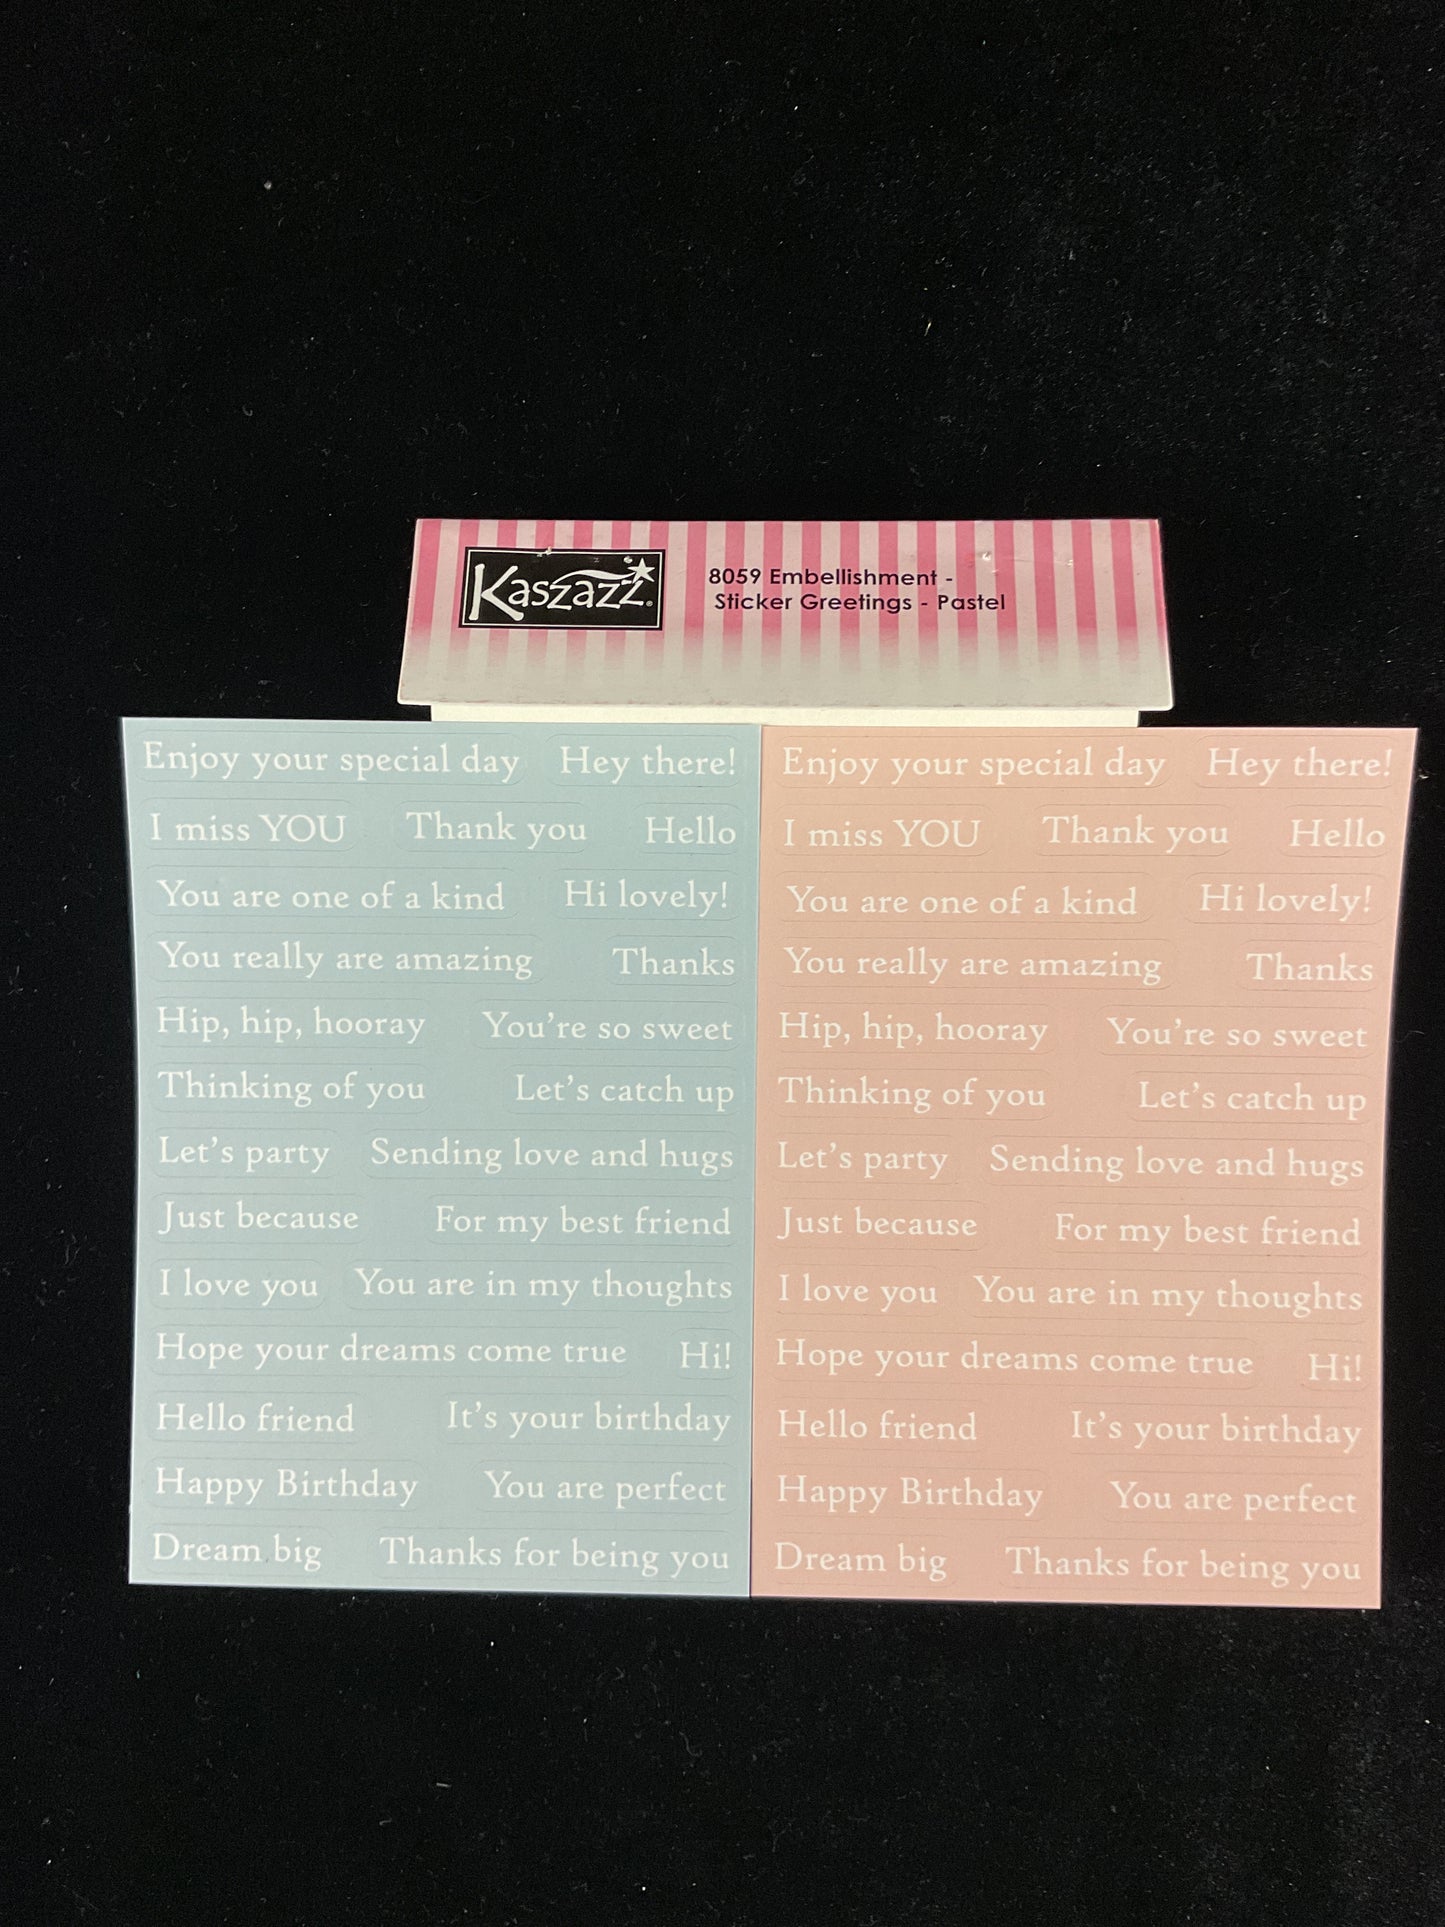 Kaszazz®
8059 Embellishment -
Sticker Greetings - Pastel
Enjoy your special day Hey there!
I miss YOU Thank you Hello
You are one of a kind Hi lovely!
You really are amazing Thanks
Hip, hip, hooray You're so sweet
Thinking of you Let's catch up
Let's party Sending love and hugs
Just because For my best friend
I love you You are in my thoughts
Hope your dreams come true Hi!
Hello friend It's your birthday
Happy Birthday You are perfect
Dream big Thanks for being you
Enjoy your special day Hey there!
I miss YOU Thank you Hello
You are one of a kind Hi lovely!
You really are amazing Thanks
Hip, hip, hooray You're so sweet
Thinking of you Let's catch up
Let's party Sending love and hugs
Just because For my best friend
I love you You are in my thoughts
Hope your dreams come true Hi!
Hello friend It's your birthday
Happy Birthday You are perfect
Dream big Thanks for being you